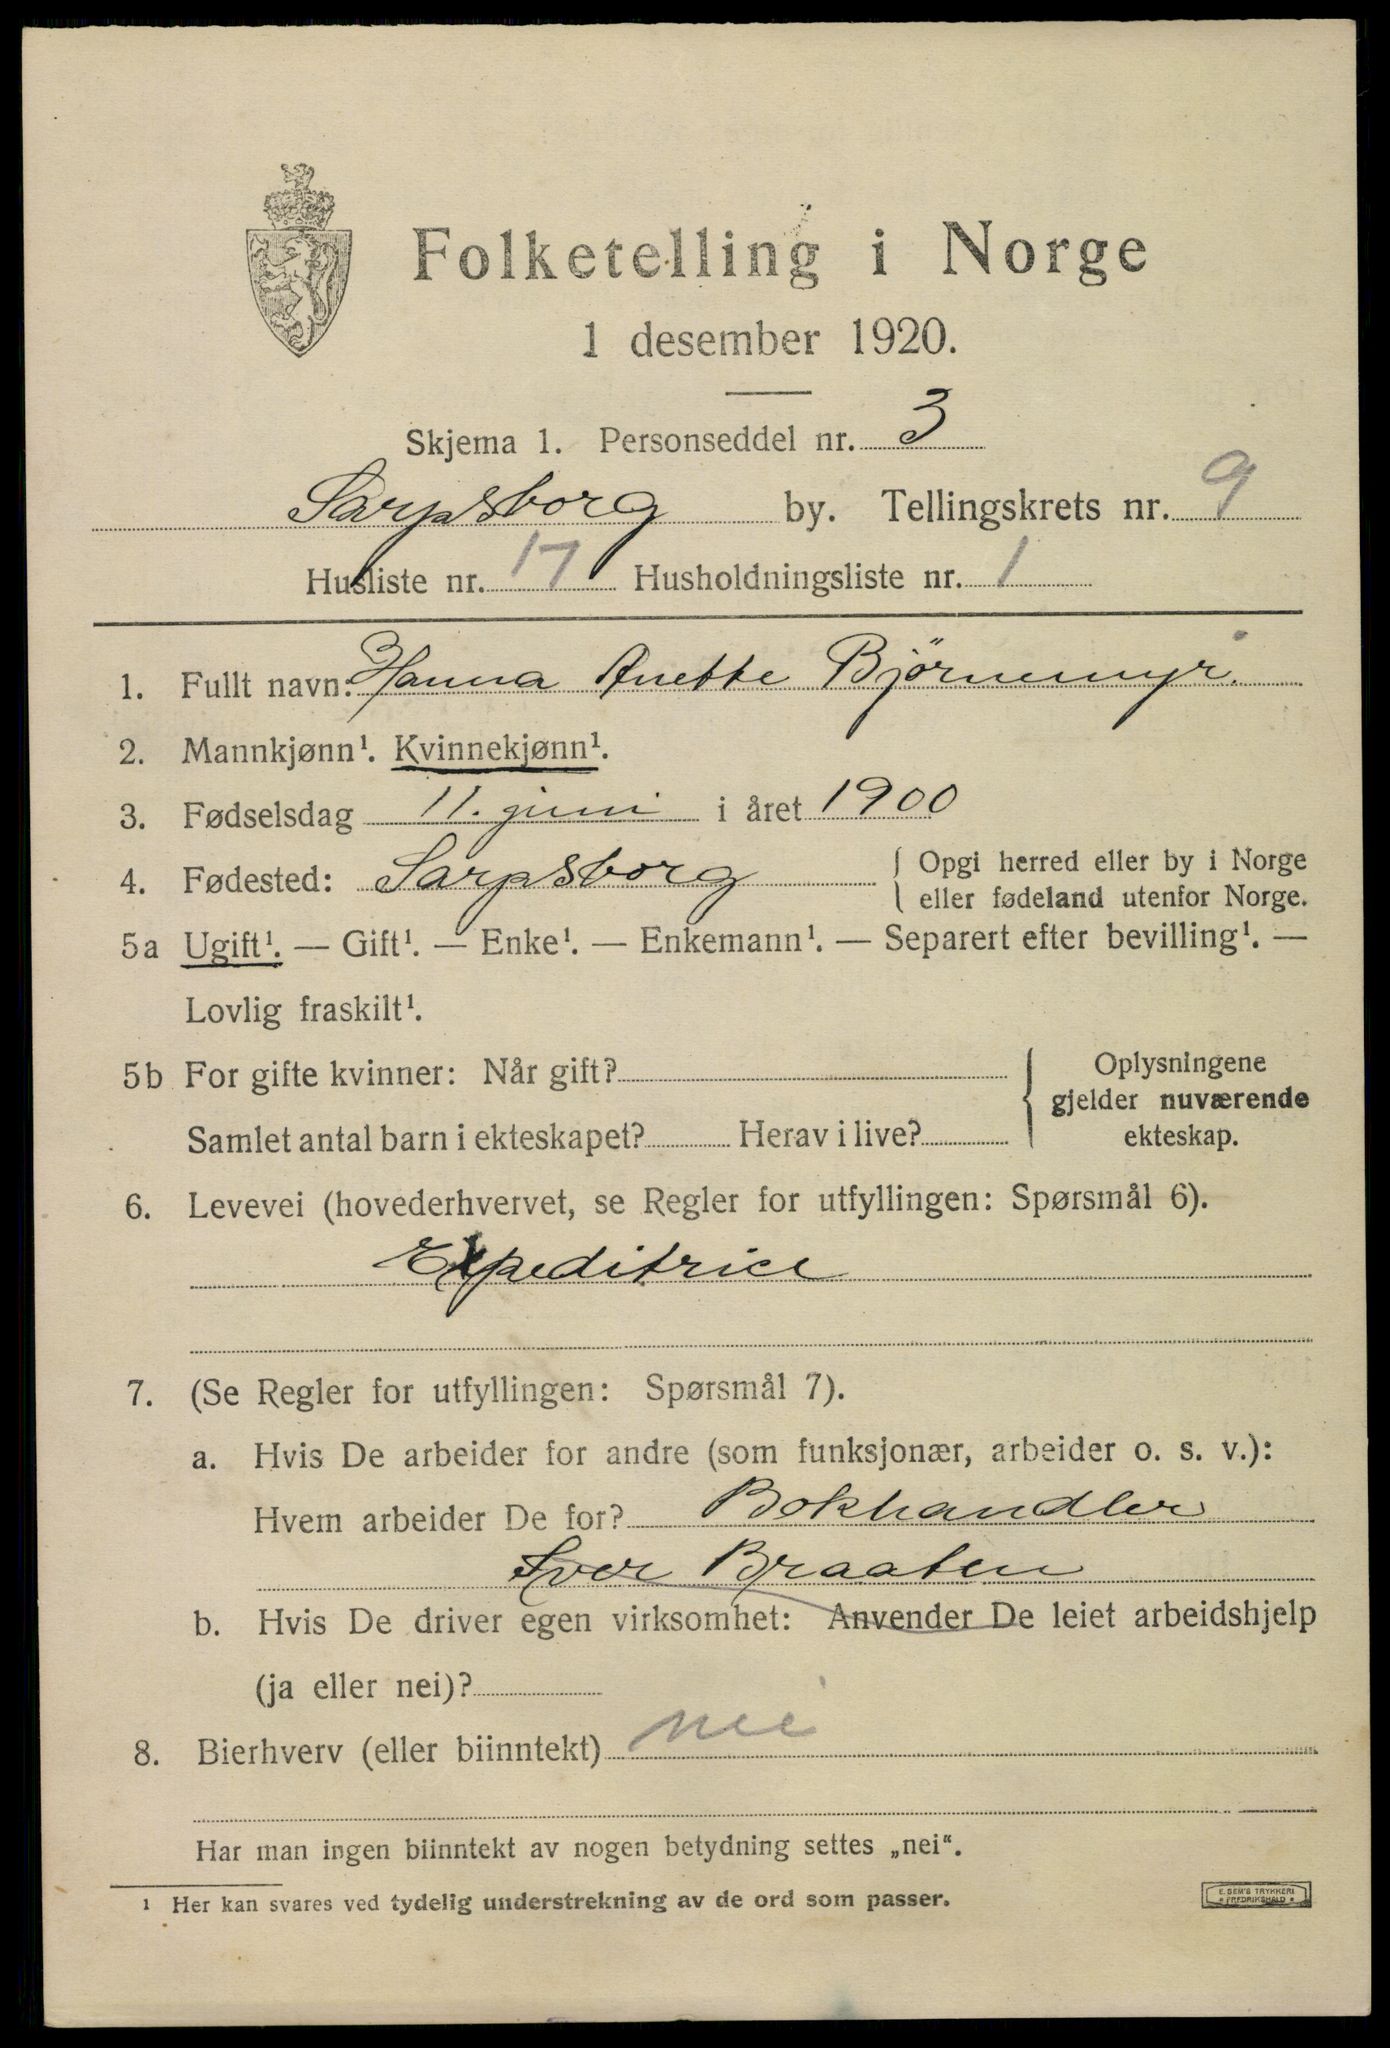 Folketelling i Norge
1 desember 1920.
Skjema 1. Personseddel nr. 3
Sarpsborg by. Tellingskrets nr. 9
Husliste nr. 17 Husholdningsliste nr. 1
1. Fullt navn: Hanna Anette Björnemyr.
2. Mannkjønn¹. Kvinnekjønn¹.
3. Fødselsdag 11. juni i året 1900
4. Fødested: Sarpsborg { Opgi herred eller by i Norge
eller fødeland utenfor Norge.
5a Ugift¹. — Gift¹. — Enke¹. — Enkemann¹. — Separert efter bevilling¹. —
Lovlig fraskilt¹.
5b For gifte kvinner: Når gift? { Oplysningene
gjelder nuværende
Samlet antal barn i ekteskapet? Herav i live? ekteskap.
6. Levevei (hovederhvervet, se Regler for utfyllingen: Spørsmål 6).
Expeditrice
7. (Se Regler for utfyllingen: Spørsmål 7).
a. Hvis De arbeider for andre (som funksjonær, arbeider o. s. v.):
Hvem arbeider De for? Bokhandler
Iver Braaten
b. Hvis De driver egen virksomhet: Anvender De leiet arbeidshjelp
(ja eller nei)?
8. Bierhverv (eller biinntekt) nei
Har man ingen biinntekt av nogen betydning settes „nei“.
¹ Her kan svares ved tydelig understrekning av de ord som passer.
E. SEM'S TRYKKERI
* FREDRIKSHALD *